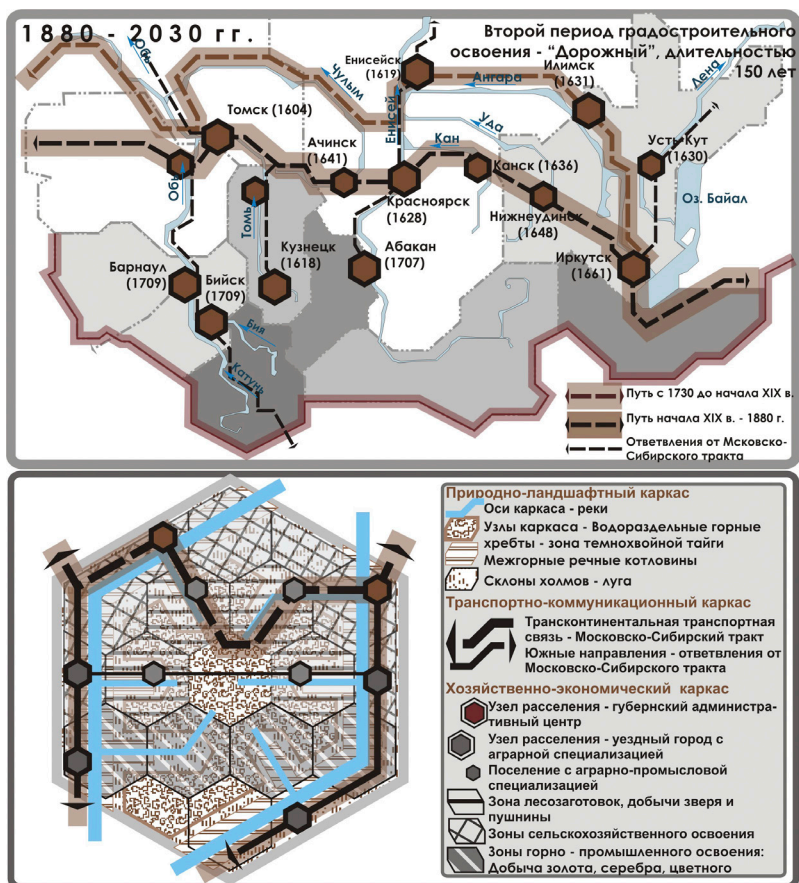 1880 - 2030 гг.
Второй период градостроительного
освоения - "Дорожный", длительностью
150 лет
Обь
Чулым
Енисейск
(1619)
Ангара
Илимск
(1631)
Лена
Томск (1604)
Енисей
Уда
Кан
Усть-Кут
(1630)
Ачинск
(1641)
Канск (1636)
Обь
Томь
Красноярск
(1628)
Нижнеудинск
(1648)
Оз. Байал
Кузнецк
(1618)
Абакан
(1707)
Иркутск
(1661)
Барнаул
(1709)
Бийск
(1709)
Бия
Катунь
Путь с 1730 до начала XIX в.
Путь начала XIX в. - 1880 г.
Ответвления от Мсковско-
Сибирского тракта
Природно-ландшафтный каркас
Оси каркаса - реки
Узлы каркаса - Водораздельные горные
хребты - зона темнохвойной тайги
Межгорные речные котловины
Склоны холмов - луга
Транспортно-коммуникационный каркас
Трансконтинентальная транспортная
связь - Московско-Сибирский тракт
Южные направления - ответвления от
Московско-Сибирского тракта
Хозяйственно-экономический каркас
Узел расселения - губернский администра-
тивный центр
Узел расселения - уездный город с
аграрной специализацией
Поселение с аграрно-промысловой
специализацией
Зона лесозаготовок, добычи зверя и
пушнины
Зоны сельскохозяйственного освоения
Зоны горно - промышленного освоения:
Добыча золота, серебра, цветного